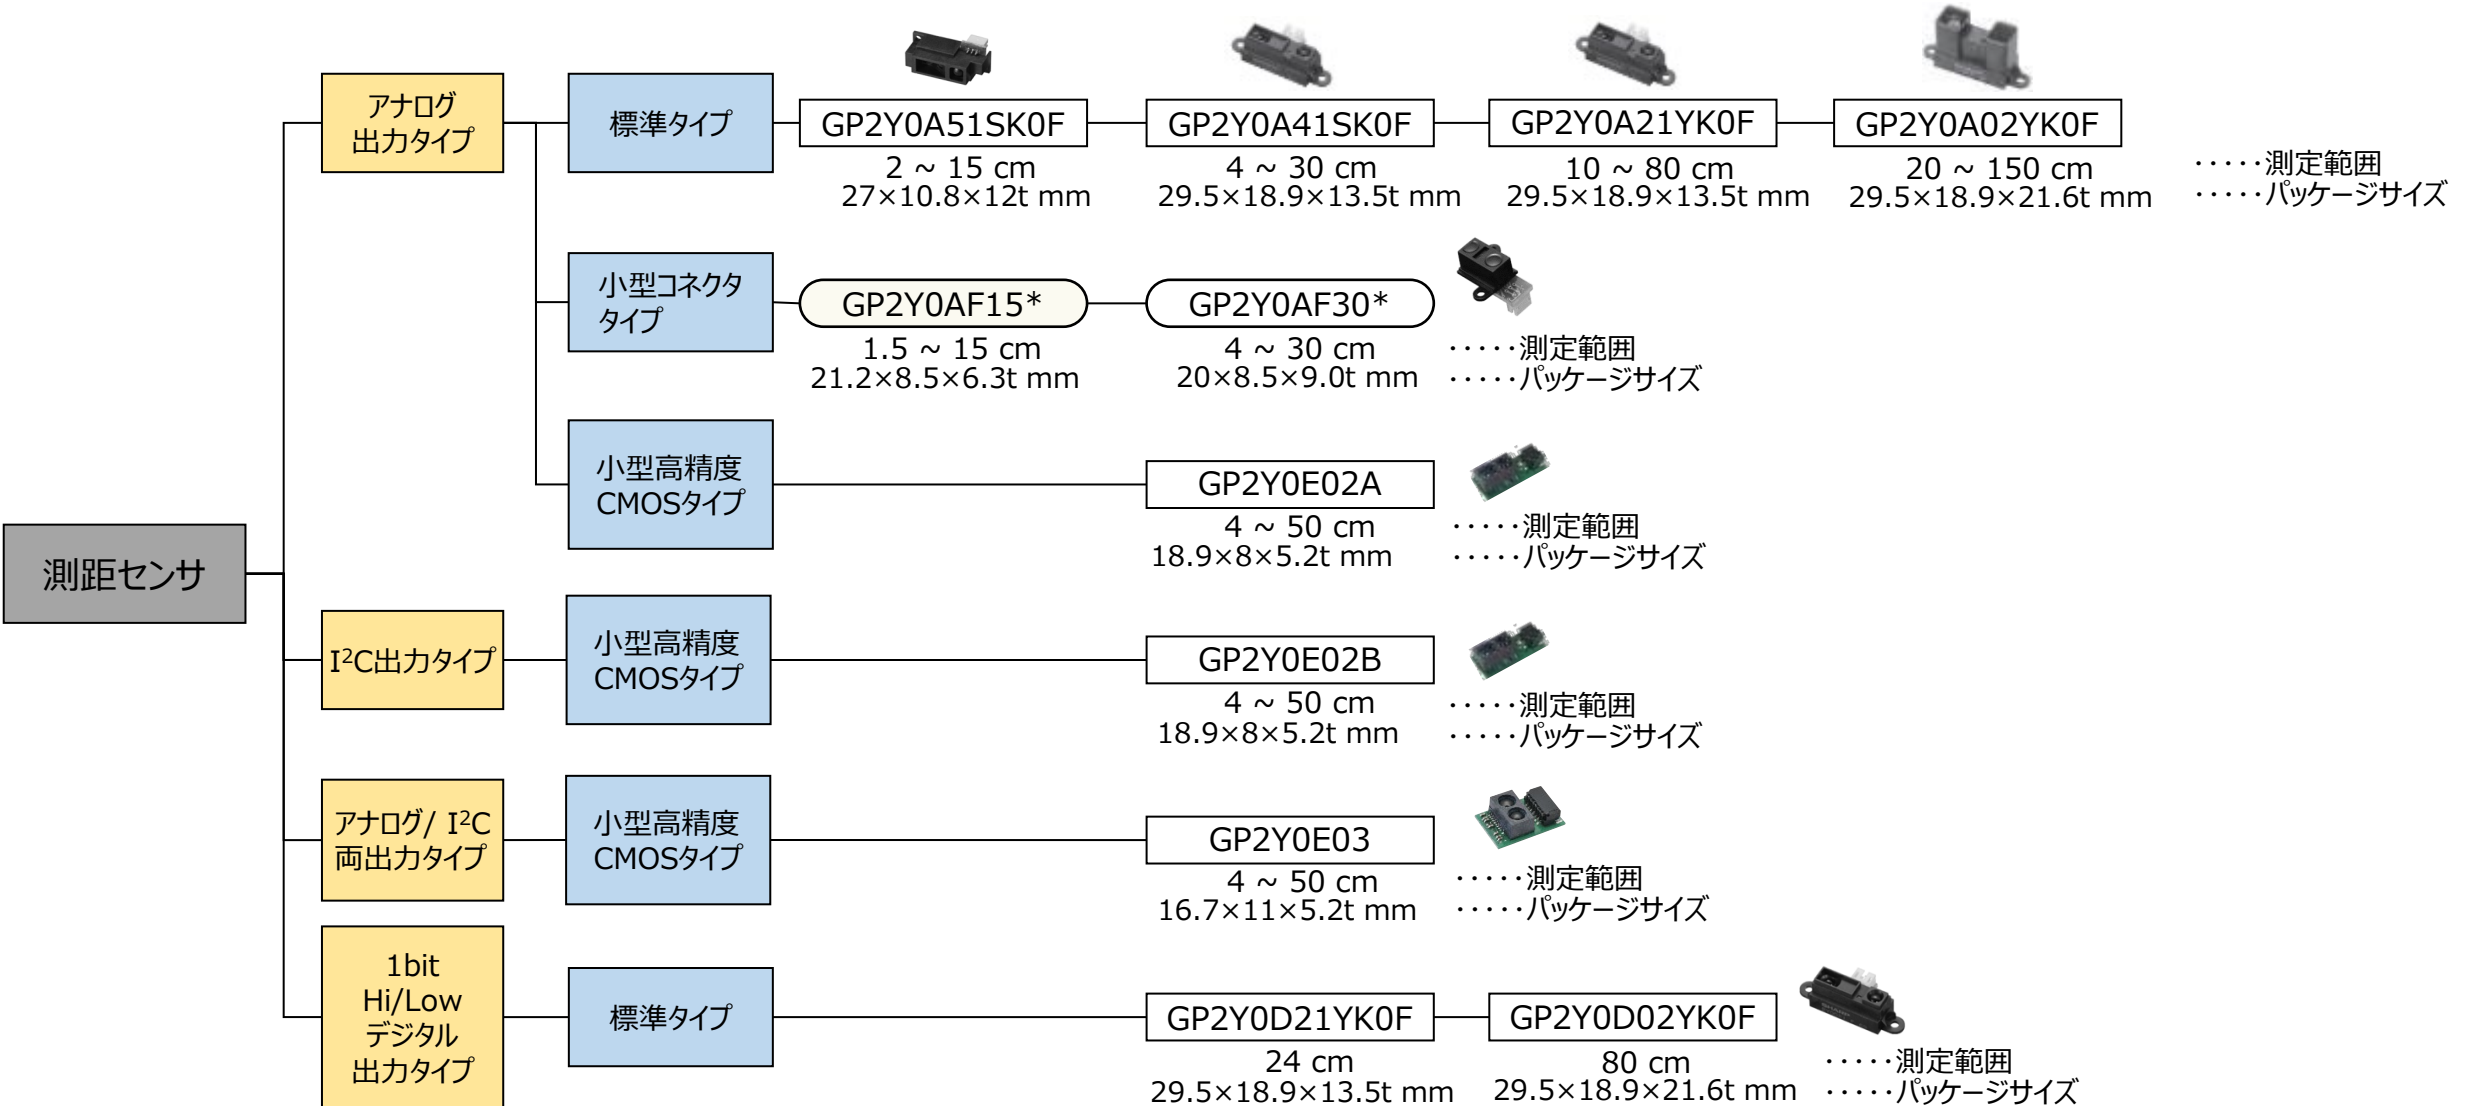 アナログ
出力タイプ
標準タイプ
GP2Y0A51SK0F
GP2Y0A41SK0F
GP2Y0A21YK0F
GP2Y0A02YK0F
2 ~ 15 cm
4 ~ 30 cm
10 ~ 80 cm
20 ~ 150 cm
・・・・・測定範囲
27×10.8×12t mm
29.5×18.9×13.5t mm
29.5×18.9×13.5t mm
29.5×18.9×21.6t mm
・・・・・パッケージサイズ
小型コネクタ
タイプ
GP2Y0AF15*
GP2Y0AF30*
1.5 ~ 15 cm
4 ~ 30 cm
・・・・・測定範囲
21.2×8.5×6.3t mm
20×8.5×9.0t mm
・・・・・パッケージサイズ
小型高精度
CMOSタイプ
GP2Y0E02A
4 ~ 50 cm
・・・・・測定範囲
18.9×8×5.2t mm
・・・・・パッケージサイズ
測距センサ
I²C出力タイプ
小型高精度
CMOSタイプ
GP2Y0E02B
4 ~ 50 cm
・・・・・測定範囲
18.9×8×5.2t mm
・・・・・パッケージサイズ
アナログ/ I²C
両出力タイプ
小型高精度
CMOSタイプ
GP2Y0E03
4 ~ 50 cm
・・・・・測定範囲
16.7×11×5.2t mm
・・・・・パッケージサイズ
1bit
Hi/Low
デジタル
出力タイプ
標準タイプ
GP2Y0D21YK0F
GP2Y0D02YK0F
24 cm
80 cm
・・・・・測定範囲
29.5×18.9×13.5t mm
29.5×18.9×21.6t mm
・・・・・パッケージサイズ